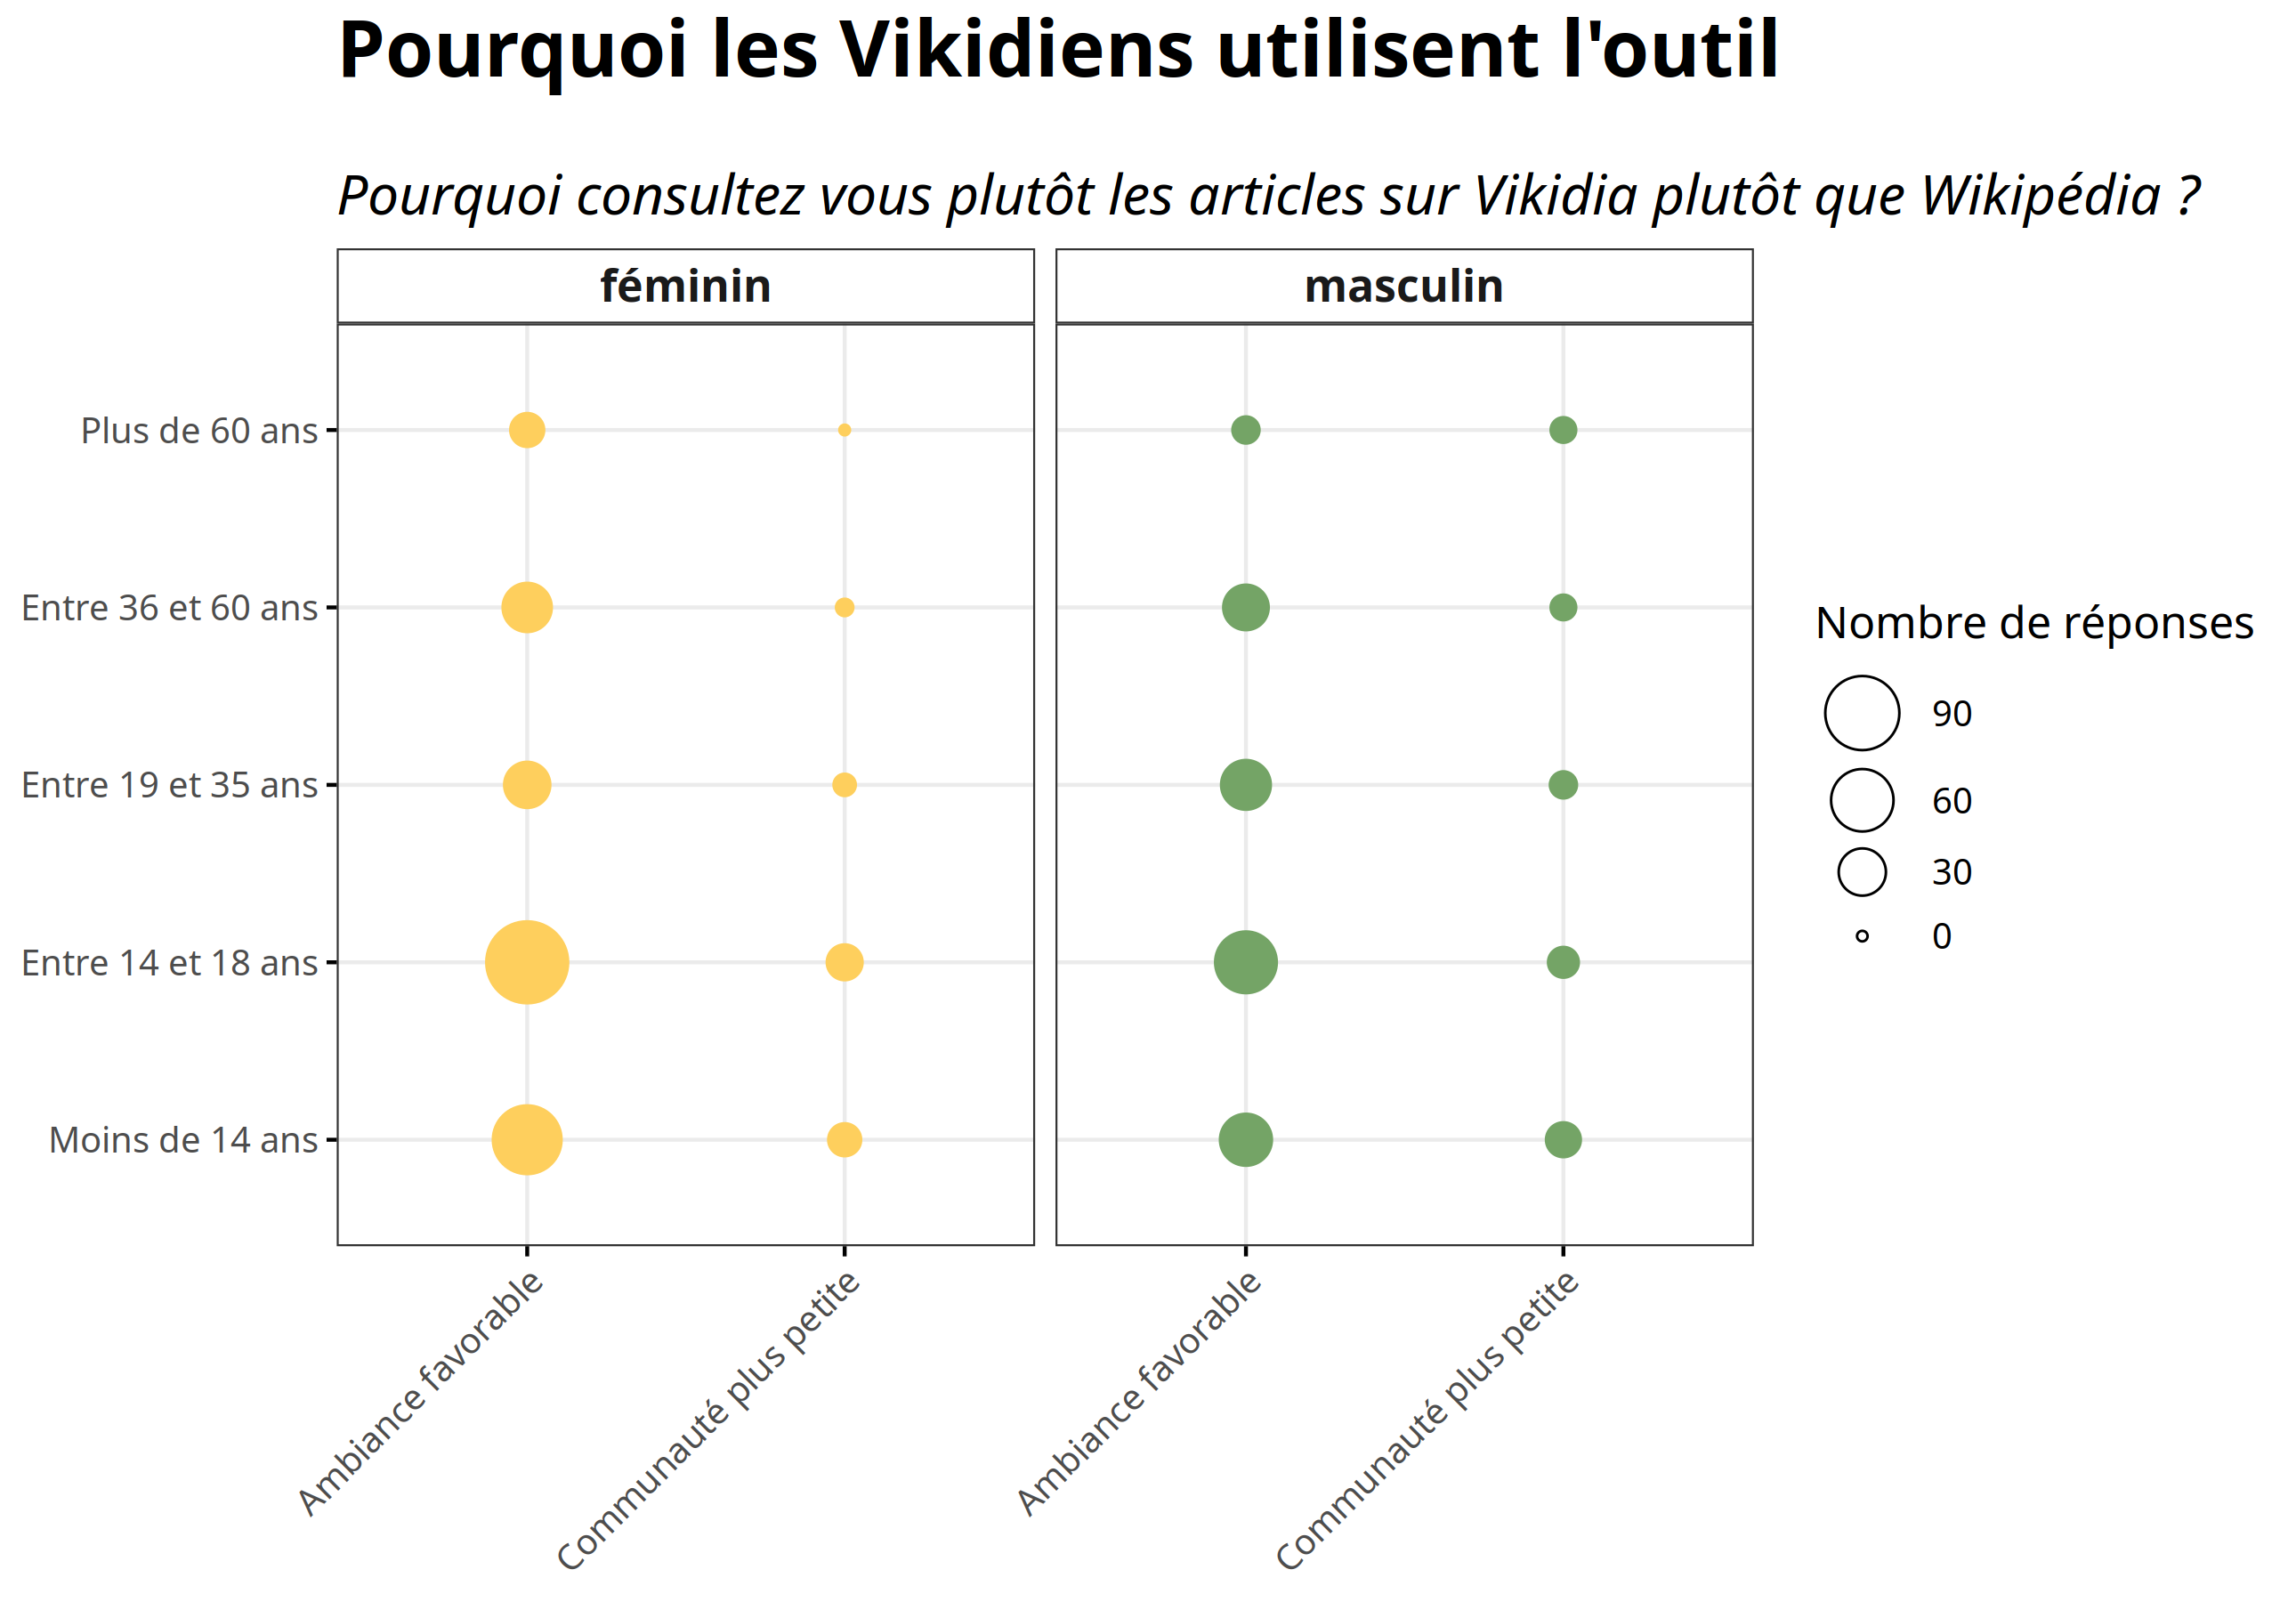 Pourquoi les Vikidiens utilisent l'outil
Pourquoi consultez vous plutôt les articles sur Vikidia plutôt que Wikipédia ?
féminin
masculin
Plus de 60 ans
Entre 36 et 60 ans
Entre 19 et 35 ans
Entre 14 et 18 ans
Moins de 14 ans
Ambiance favorable
Communauté plus petite
Ambiance favorable
Communauté plus petite
Nombre de réponses
90
60
30
0